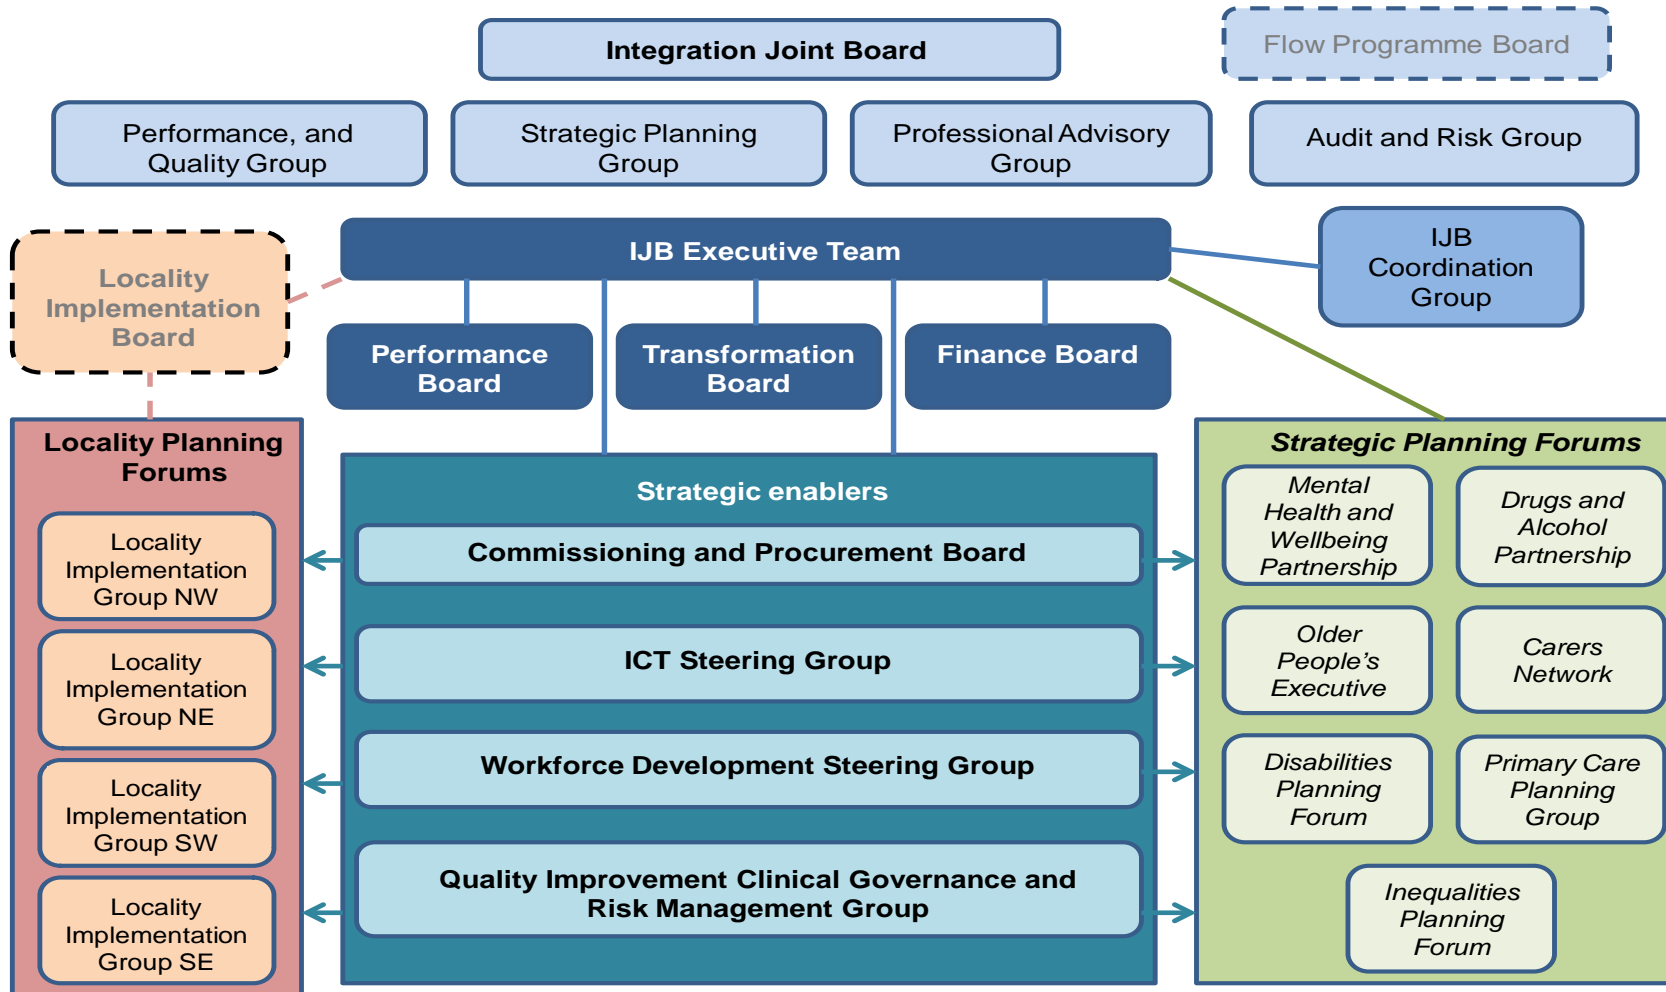 Integration Joint Board
Flow Programme Board
Performance, and
Quality Group
Strategic Planning
Group
Professional Advisory
Group
Audit and Risk Group
Locality
Implementation
Board
IJB Executive Team
IJB
Coordination
Group
Performance
Board
Transformation
Board
Finance Board
Locality Planning
Forums
Locality
Implementation
Group NW
Locality
Implementation
Group NE
Locality
Implementation
Group SW
Locality
Implementation
Group SE
Strategic enablers
Commissioning and Procurement Board
ICT Steering Group
Workforce Development Steering Group
Quality Improvement Clinical Governance and
Risk Management Group
Strategic Planning Forums
Mental
Health and
Wellbeing
Partnership
Drugs and
Alcohol
Partnership
Older
People’s
Executive
Carers
Network
Disabilities
Planning
Forum
Primary Care
Planning
Group
Inequalities
Planning
Forum